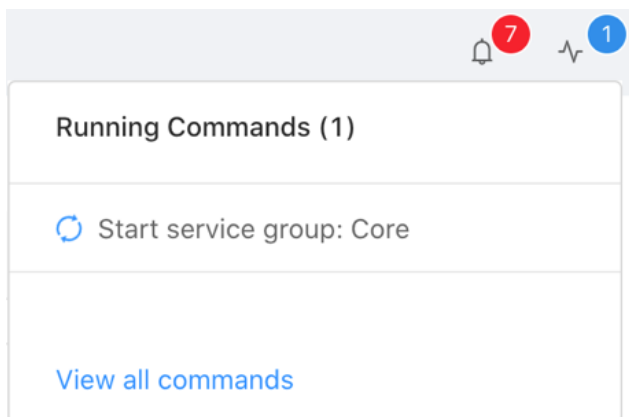 7
1
Running Commands (1)
Start service group: Core
View all commands